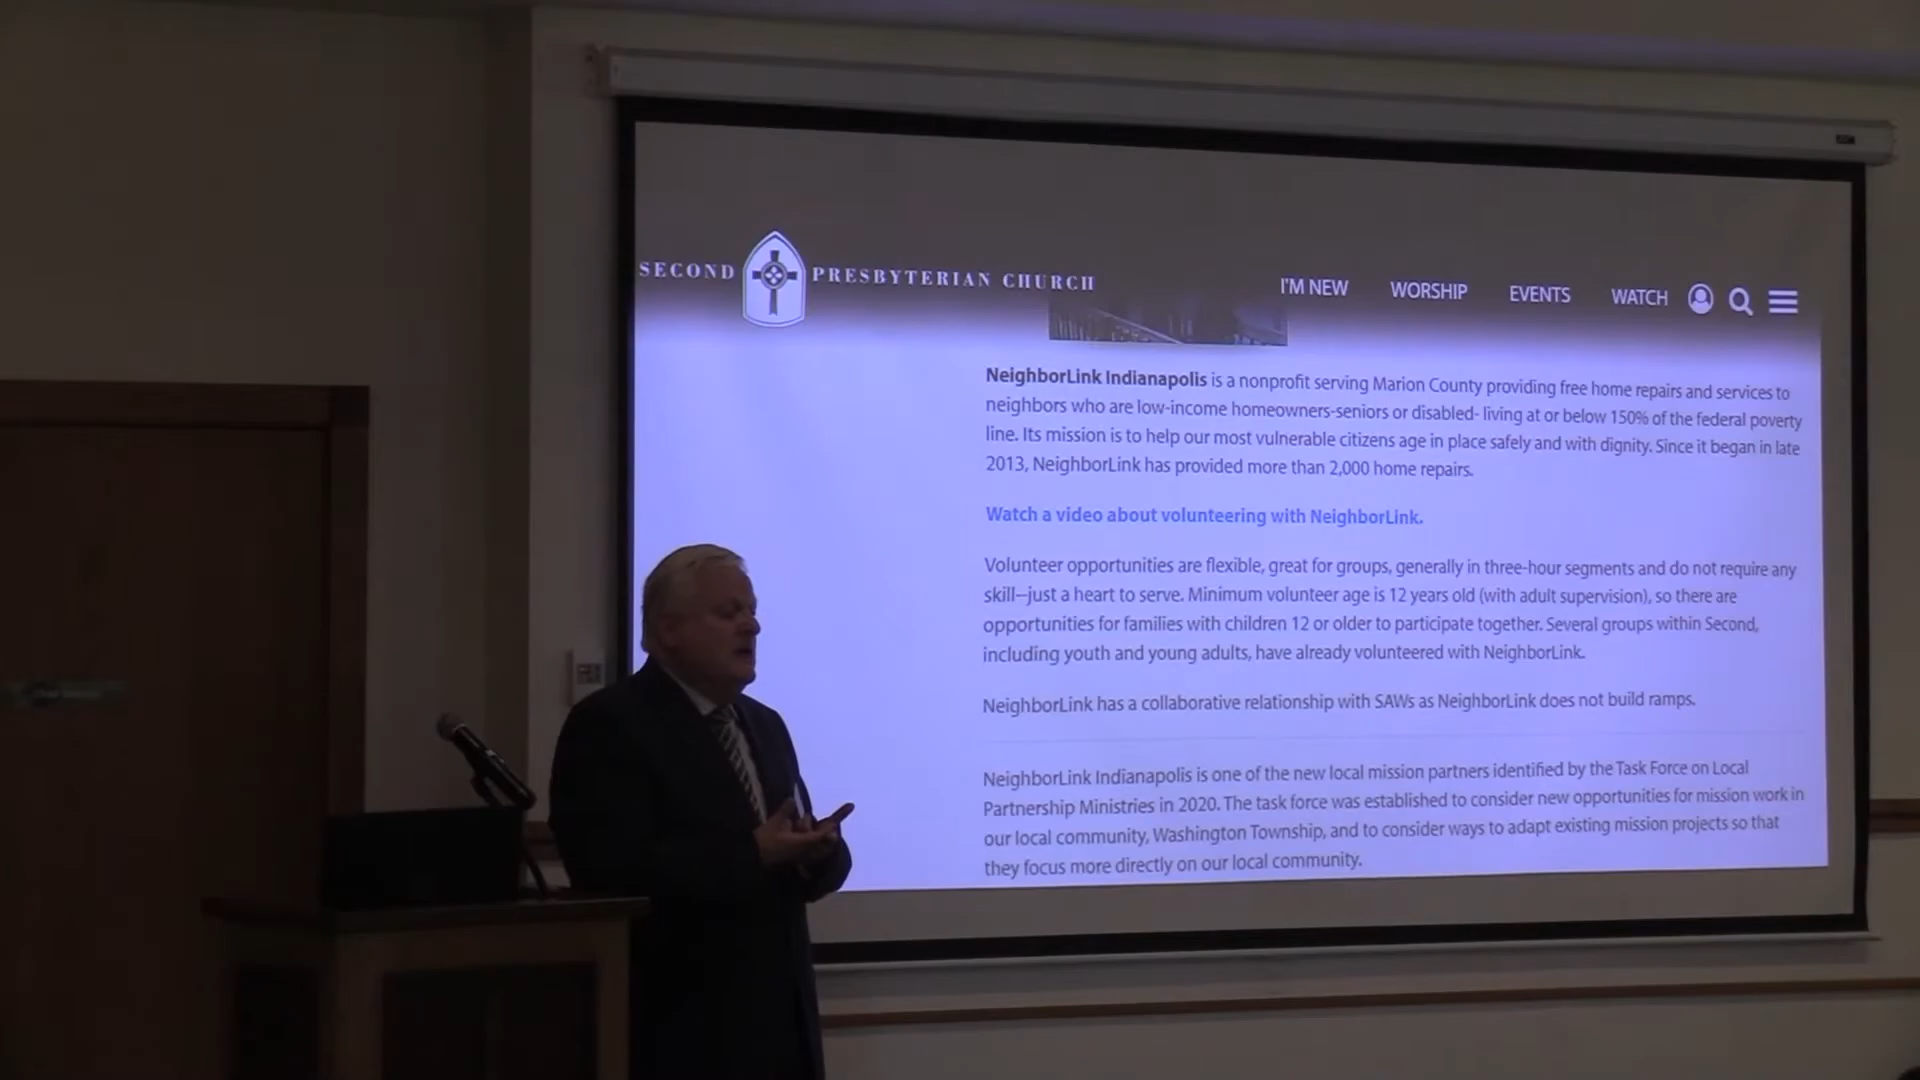 SECOND PRESBYTERIAN CHURCH
I'M NEW WORSHIP EVENTS WATCH
NeighborLink Indianapolis is a nonprofit serving Marion County providing free home repairs and services to
neighbors who are low-income homeowners-seniors or disabled- living at or below 150% of the federal poverty
line. Its mission is to help our most vulnerable citizens age in place safely and with dignity. Since it began in late
2013, NeighborLink has provided more than 2,000 home repairs.
Watch a video about volunteering with NeighborLink.
Volunteer opportunities are flexible, great for groups, generally in three-hour segments and do not require any
skill—just a heart to serve. Minimum volunteer age is 12 years old (with adult supervision), so there are
opportunities for families with children 12 or older to participate together. Several groups within Second,
including youth and young adults, have already volunteered with NeighborLink.
NeighborLink has a collaborative relationship with SAWs as NeighborLink does not build ramps.
NeighborLink Indianapolis is one of the new local mission partners identified by the Task Force on Local
Partnership Ministries in 2020. The task force was established to consider new opportunities for mission work in
our local community, Washington Township, and to consider ways to adapt existing mission projects so that
they focus more directly on our local community.